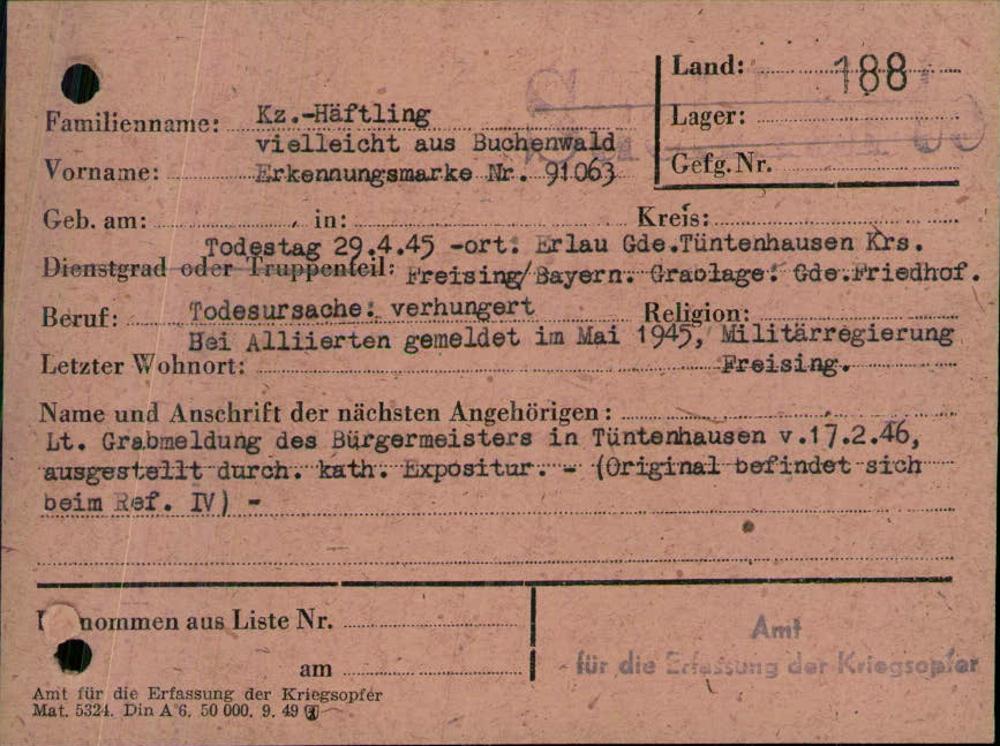 Land: 188
Familienname: Kz.-Häftling
Lager:
vielleicht aus Buchenwald
Vorname: Erkennungsmarke Nr. 91063
Gefg. Nr.
Geb. am: in: Kreis:
Todestag 29.4.45 -ort: Erlau Gde.Tüntenhausen Krs.
Dienstgrad oder Truppenteil: Freising/Bayern. Grablage: Gde.Friedhof.
Beruf: Todesursache: verhungert Religion:
Bei Alliierten gemeldet im Mai 1945, Militärregierung
Letzter Wohnort: Freising.
Name und Anschrift der nächsten Angehörigen:
Lt. Grabmeldung des Bürgermeisters in Tüntenhausen v.17.2.46,
ausgestellt durch. kath. Expositur. - (Original befindet sich
beim Ref. IV) -
nommen aus Liste Nr.
am
Amt
für die Erfassung der Kriegsopfer
Amt für die Erfassung der Kriegsopfer
Mat. 5324. Din A 6. 50 000. 9. 49